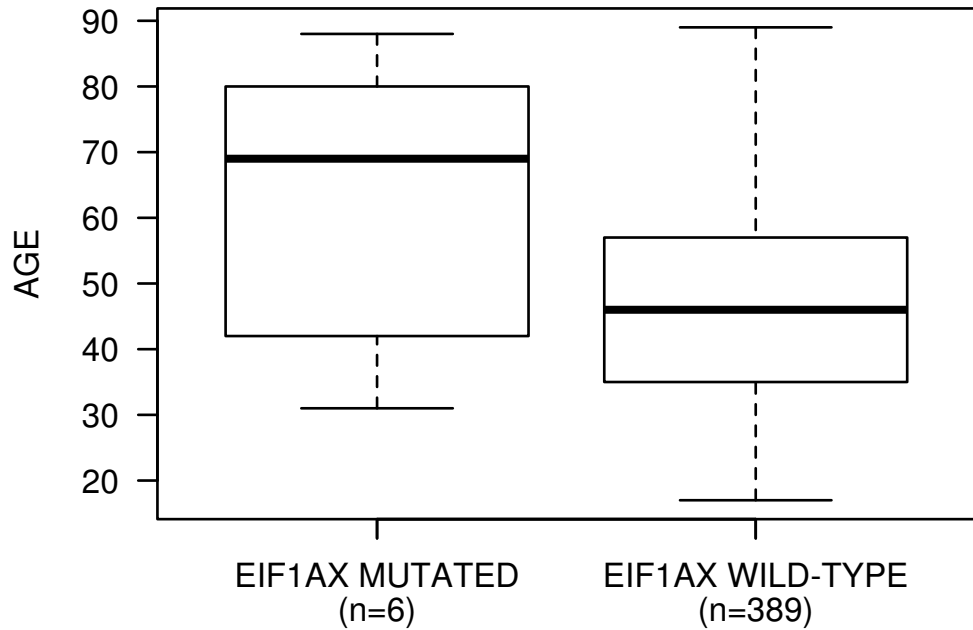 90
80
70
60
50
40
30
20
AGE
EIF1AX MUTATED
(n=6)
EIF1AX WILD-TYPE
(n=389)